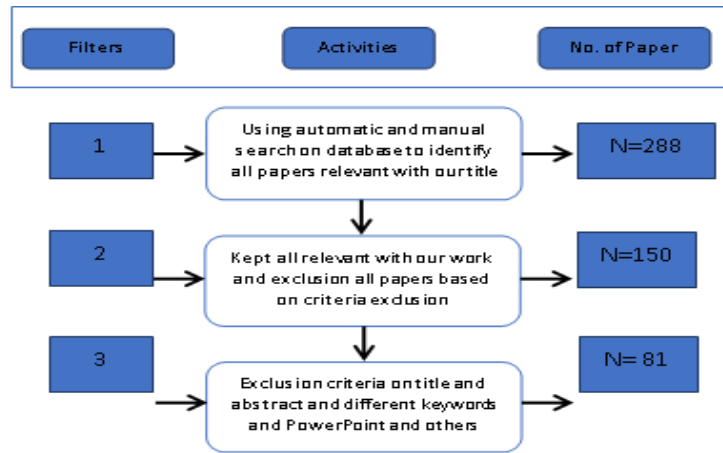 Filters
Activities
No. of Paper
1
Using automatic and manual
search on database to identify
all papers relevant with our title
N=288
2
Kept all relevant with our work
and exclusion all papers based
on criteria exclusion
N=150
3
Exclusion criteria on title and
abstract and different keywords
and PowerPoint and others
N= 81